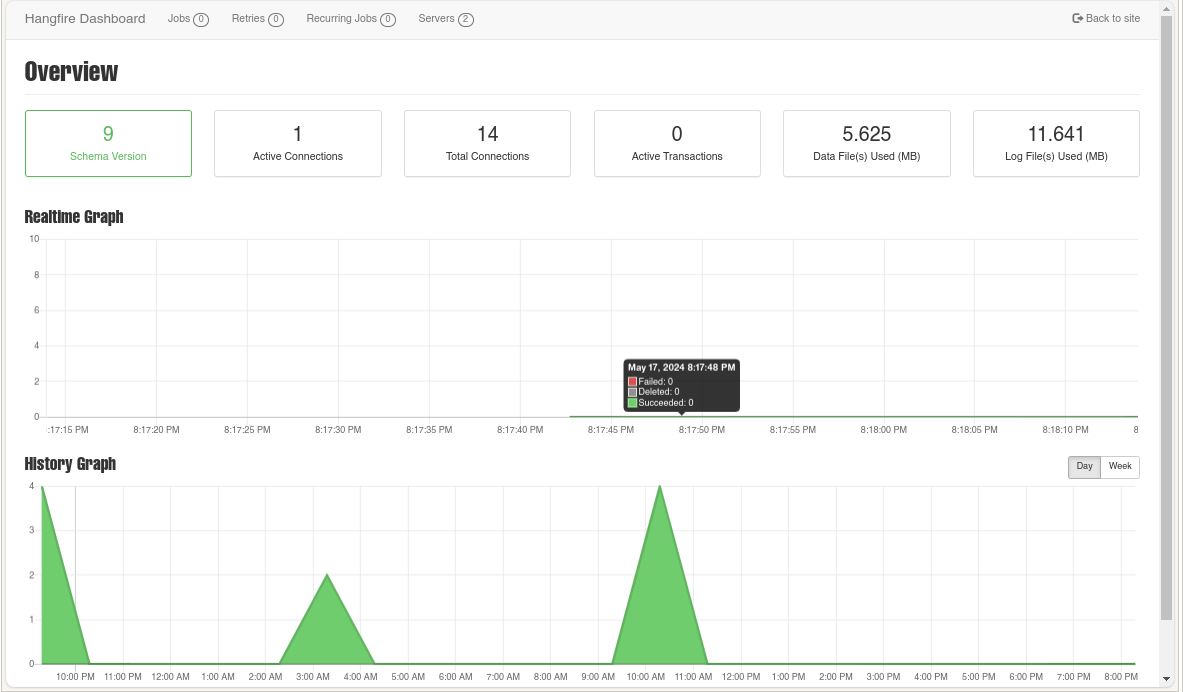 Hangfire Dashboard Jobs 0 Retries 0 Recurring Jobs 0 Servers 2 Back to site
Overview
9 1 14 0 5.625 11.641
Schema Version Active Connections Total Connections Active Transactions Data File(s) Used (MB) Log File(s) Used (MB)
Realtime Graph
10
8
6
4
May 17, 2024 8:17:48 PM
2 Failed: 0
Deleted: 0
Succeeded: 0
0
:17:15 PM 8:17:20 PM 8:17:25 PM 8:17:30 PM 8:17:35 PM 8:17:40 PM 8:17:45 PM 8:17:50 PM 8:17:55 PM 8:18:00 PM 8:18:05 PM 8:18:10 PM 8
History Graph Day Week
4
3
2
1
0
10:00 PM 11:00 PM 12:00 AM 1:00 AM 2:00 AM 3:00 AM 4:00 AM 5:00 AM 6:00 AM 7:00 AM 8:00 AM 9:00 AM 10:00 AM 11:00 AM 12:00 PM 1:00 PM 2:00 PM 3:00 PM 4:00 PM 5:00 PM 6:00 PM 7:00 PM 8:00 PM